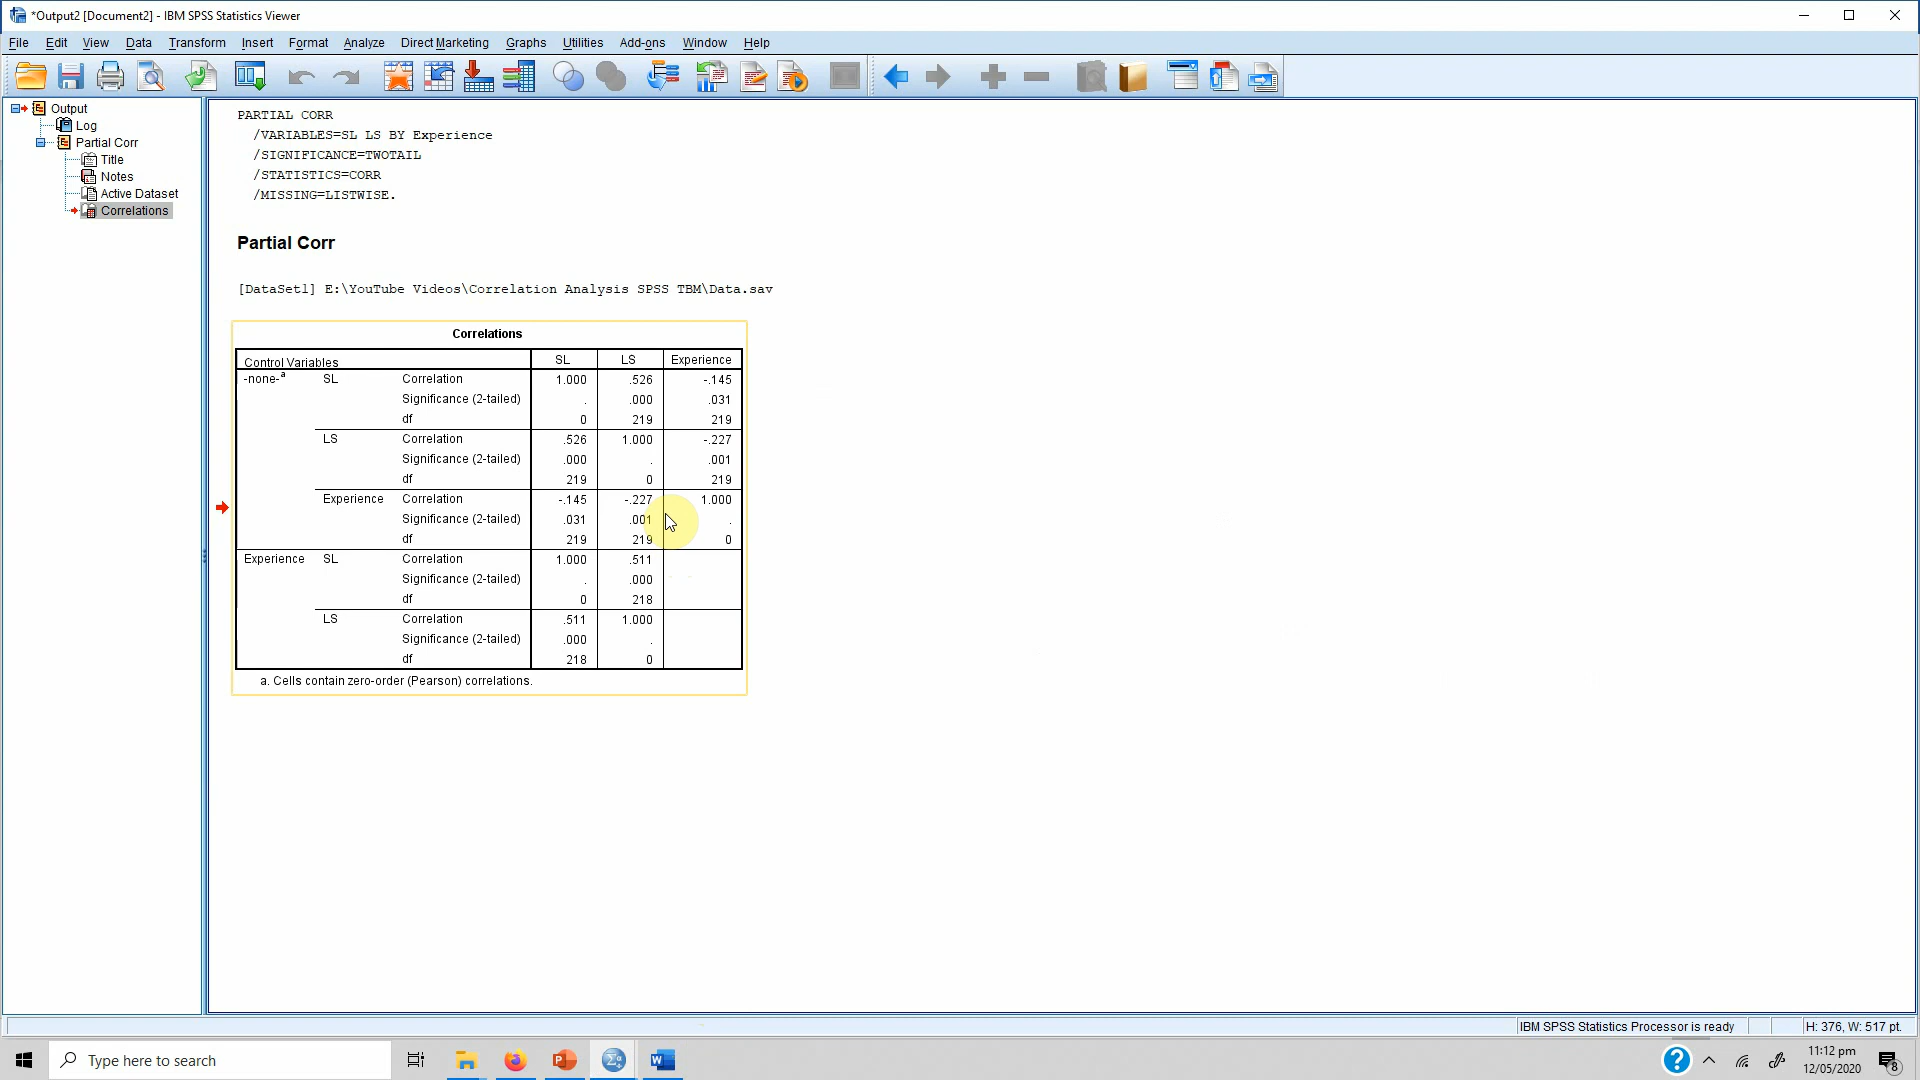 *Output2 [Document2] - IBM SPSS Statistics Viewer
File Edit View Data Transform Insert Format Analyze Direct Marketing Graphs Utilities Add-ons Window Help
Output
Log
Partial Corr
Title
Notes
Active Dataset
Correlations
PARTIAL CORR
/VARIABLES=SL LS BY Experience
/SIGNIFICANCE=TWOTAIL
/STATISTICS=CORR
/MISSING=LISTWISE.
Partial Corr
[DataSet1] E:\YouTube Videos\Correlation Analysis SPSS TBM\Data.sav
Correlations
Control Variables SL LS Experience
-none-a SL Correlation 1.000 .526 -.145
Significance (2-tailed) . .000 .031
df 0 219 219
LS Correlation .526 1.000 -.227
Significance (2-tailed) .000 . .001
df 219 0 219
Experience Correlation -.145 -.227 1.000
Significance (2-tailed) .031 .001 .
df 219 219 0
Experience SL Correlation 1.000 .511
Significance (2-tailed) . .000
df 0 218
LS Correlation .511 1.000
Significance (2-tailed) .000 .
df 218 0
a. Cells contain zero-order (Pearson) correlations.
IBM SPSS Statistics Processor is ready H: 376, W: 517 pt.
Type here to search
11:12 pm
12/05/2020
8